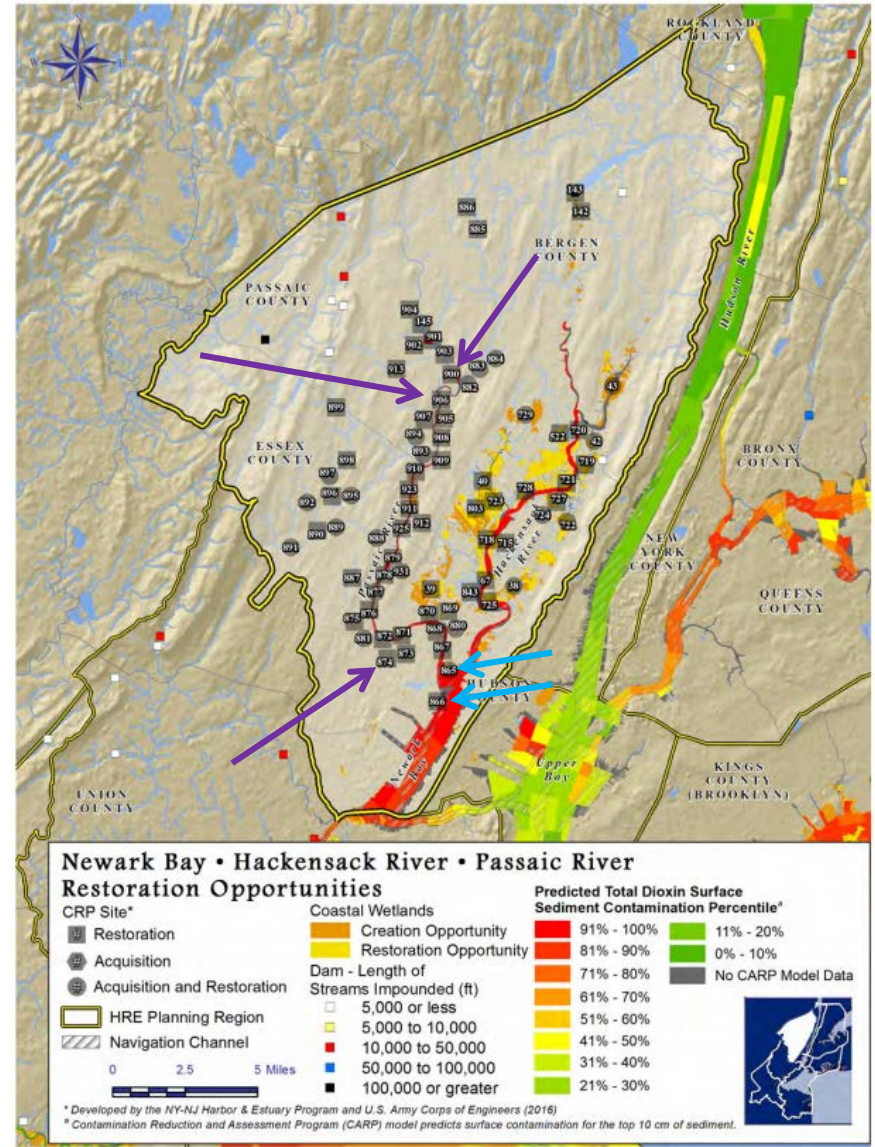 ROCKLAND
COUNTY
N
W
E
S
143
142
886
885
BERGEN
COUNTY
Hudson River
PASSAIC
COUNTY
904
145
901
902
903
913
900
883
884
882
906
899
907
905
729
43
894
908
522
720
42
ESSEX
COUNTY
893
898
910
909
719
BRONX
COUNTY
897
40
721
923
728
892
896
895
803
723
727
911
724
925
912
722
Passaic River
Hackensack
River
890
889
888
718
715
NEW
YORK
COUNTY
891
879
887
878
931
67
38
877
39
843
QUEENS
COUNTY
875
876
870
869
725
868
880
881
872
871
867
874
873
865
HUDSON
COUNTY
866
Newark
Bay
Upper
Bay
KINGS
COUNTY
(BROOKLYN)
UNION
COUNTY
Newark Bay • Hackensack River • Passaic River
Restoration Opportunities
CRP Site*
Restoration
Acquisition
Acquisition and Restoration
HRE Planning Region
Navigation Channel
0 2.5 5 Miles
Coastal Wetlands
Creation Opportunity
Restoration Opportunity
Dam - Length of
Streams Impounded (ft)
5,000 or less
5,000 to 10,000
10,000 to 50,000
50,000 to 100,000
100,000 or greater
Predicted Total Dioxin Surface
Sediment Contamination Percentileª
91% - 100%
81% - 90%
71% - 80%
61% - 70%
51% - 60%
41% - 50%
31% - 40%
21% - 30%
11% - 20%
0% - 10%
No CARP Model Data
* Developed by the NY-NJ Harbor & Estuary Program and U.S. Army Corps of Engineers (2016)
ª Contamination Reduction and Assessment Program (CARP) model predicts surface contamination for the top 10 cm of sediment.